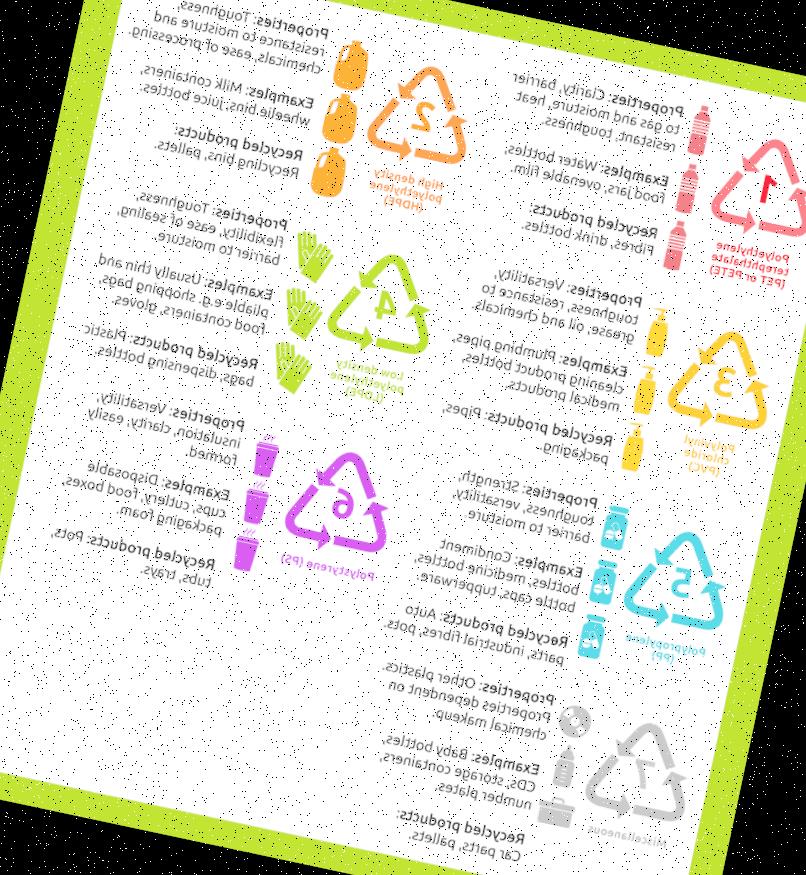 1
Polyethylene
terephthalate
(PET or PETE)
Properties: Clarity, barrier
to gas and moisture, heat
resistant, toughness.
Examples: Water bottles,
food jars, ovenable film.
Recycled products:
Fibres, drink bottles.
2
High density
polyethylene
(HDPE)
Properties: Toughness,
resistance to moisture and
chemicals, ease of processing.
Examples: Milk containers,
wheelie bins, juice bottles.
Recycled products:
Recycling bins, pallets.
3
Polyvinyl
chloride
(PVC)
Properties: Versatility,
toughness, resistance to
grease, oil and chemicals.
Examples: Plumbing pipes,
cleaning product bottles,
medical products.
Recycled products: Pipes,
packaging.
4
Low density
polyethylene
(LDPE)
Properties: Toughness,
flexibility, ease of sealing,
barrier to moisture.
Examples: Usually thin and
pliable e.g. shopping bags,
food containers, gloves.
Recycled products: Plastic
bags, dispensing bottles.
5
Polypropylene
(PP)
Properties: Strength,
toughness, versatility,
barrier to moisture.
Examples: Condiment
bottles, medicine bottles,
bottle caps, tupperware.
Recycled products: Auto
parts, industrial fibres, pots.
6
Polystyrene (PS)
Properties: Versatility,
insulation, clarity, easily
formed.
Examples: Disposable
cups, cutlery, food boxes,
packaging foam.
Recycled products: Pots,
tubs, trays.
7
Miscellaneous
Properties: Other plastics.
Properties dependent on
chemical makeup.
Examples: Baby bottles,
CDs, storage containers,
number plates.
Recycled products:
Car parts, pallets.